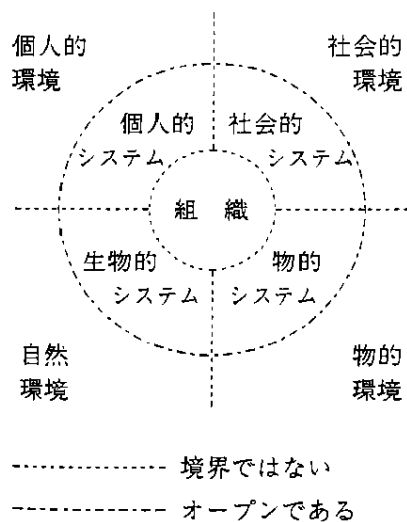 個人的
環境
社会的
環境
個人的
システム
社会的
システム
組 織
生物的
システム
物的
システム
自然
環境
物的
環境
境界ではない
オープンである